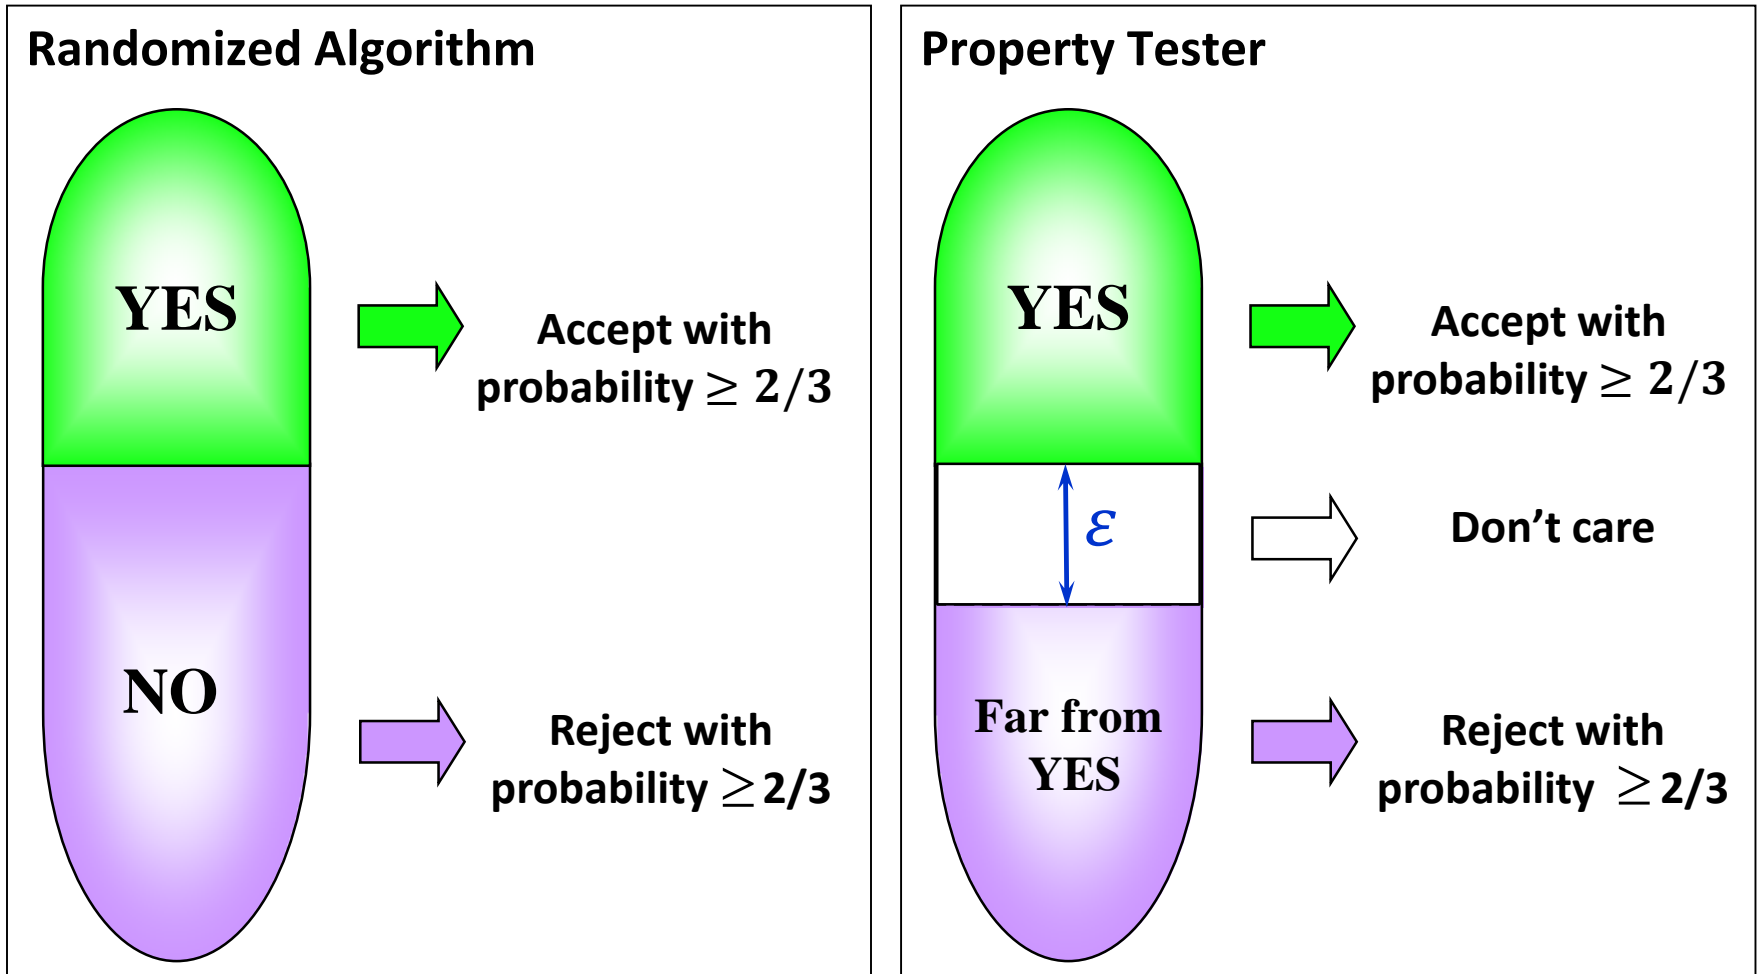 Randomized Algorithm
YES
Accept with
probability ≥ 2/3
NO
Reject with
probability ≥ 2/3
Property Tester
YES
Accept with
probability ≥ 2/3
ε
Don’t care
Far from
YES
Reject with
probability ≥ 2/3